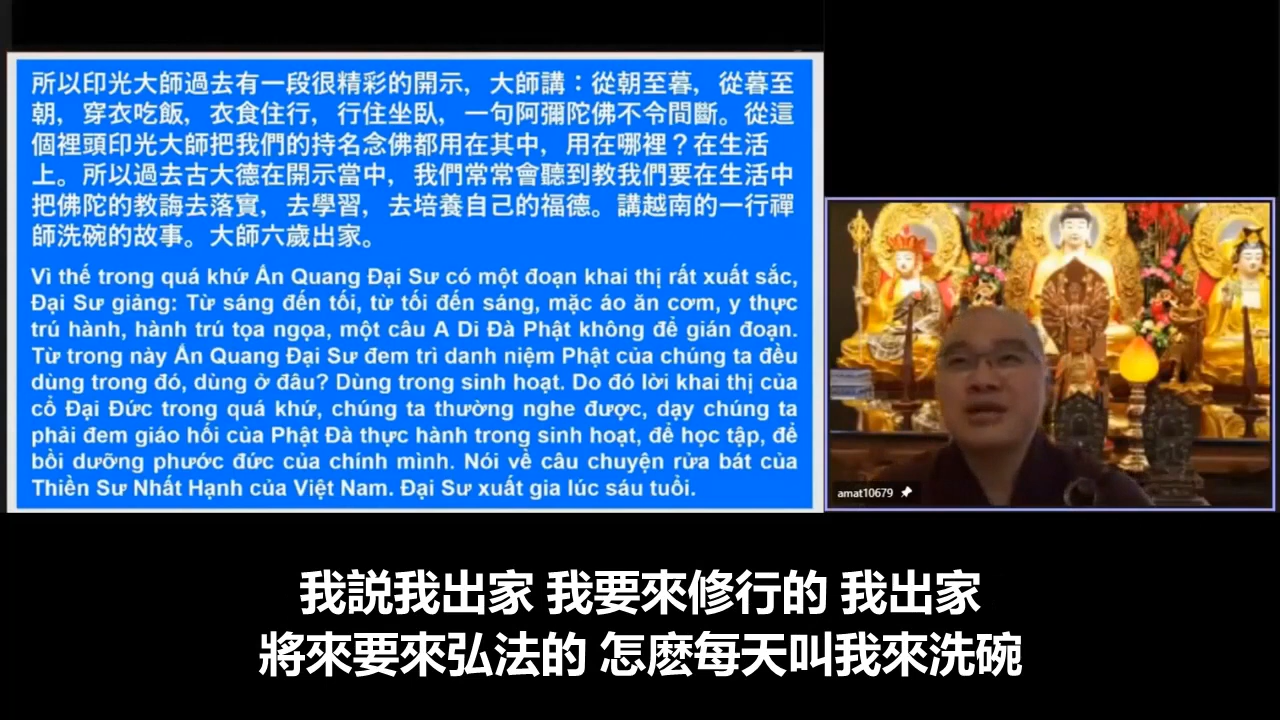 所以印光大師過去有一段很精彩的開示，大師講：從朝至暮，從暮至
朝，穿衣吃飯，衣食住行，行住坐臥，一句阿彌陀佛不令間斷。從這
個裡頭印光大師把我們的持名念佛都用在其中，用在哪裡？在生活
上。所以過去古大德在開示當中，我們常常會聽到教我們要在生活中
把佛陀的教誨去落實，去學習，去培養自己的福德。講越南的一行禪
師洗碗的故事。大師六歲出家。
Vì thế trong quá khứ Ấn Quang Đại Sư có một đoạn khai thị rất xuất sắc,
Đại Sư giảng: Từ sáng đến tối, từ tối đến sáng, mặc áo ăn cơm, y thực
trú hành, hành trú tọa ngọa, một câu A Di Đà Phật không để gián đoạn.
Từ trong này Ấn Quang Đại Sư đem trì danh niệm Phật của chúng ta đều
dùng trong đó, dùng ở đâu? Dùng trong sinh hoạt. Do đó lời khai thị của
cổ Đại Đức trong quá khứ, chúng ta thường nghe được, dạy chúng ta
phải đem giáo hối của Phật Đà thực hành trong sinh hoạt, để học tập, để
bồi dưỡng phước đức của chính mình. Nói về câu chuyện rửa bát của
Thiền Sư Nhất Hạnh của Việt Nam. Đại Sư xuất gia lúc sáu tuổi.
amat10679
我說我出家 我要來修行的 我出家
將來要來弘法的 怎麽每天叫我來洗碗